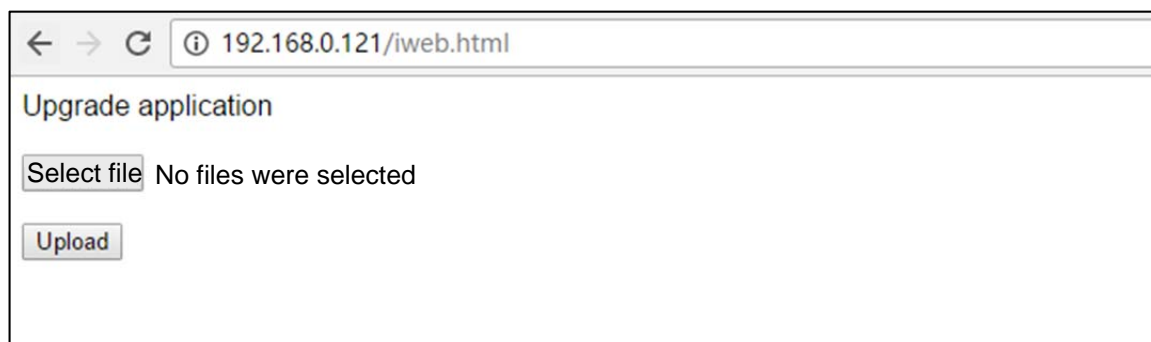 192.168.0.121/iweb.html
Upgrade application
Select file No files were selected
Upload